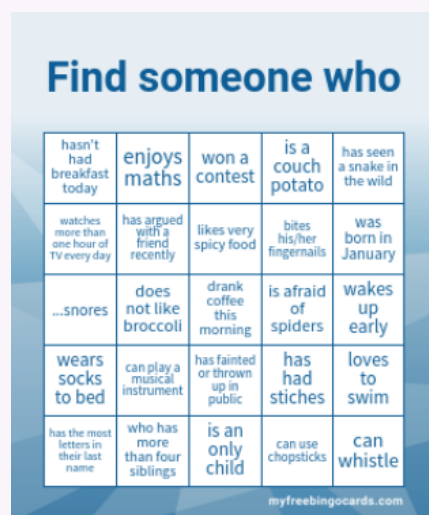 Find someone who
hasn't
had
breakfast
today
enjoys
maths
won a
contest
is a
couch
potato
has seen
a snake in
the wild
watches
more than
one hour of
TV every day
has argued
with a
friend
recently
likes very
spicy food
bites
his/her
fingernails
was
born in
January
...snores
does
not like
broccoli
drank
coffee
this
morning
is afraid
of
spiders
wakes
up
early
wears
socks
to bed
can play a
musical
instrument
has fainted
or thrown
up in
public
has
had
stiches
loves
to
swim
has the most
letters in
their last
name
who has
more
than four
siblings
is an
only
child
can use
chopsticks
can
whistle
myfreebingocards.com